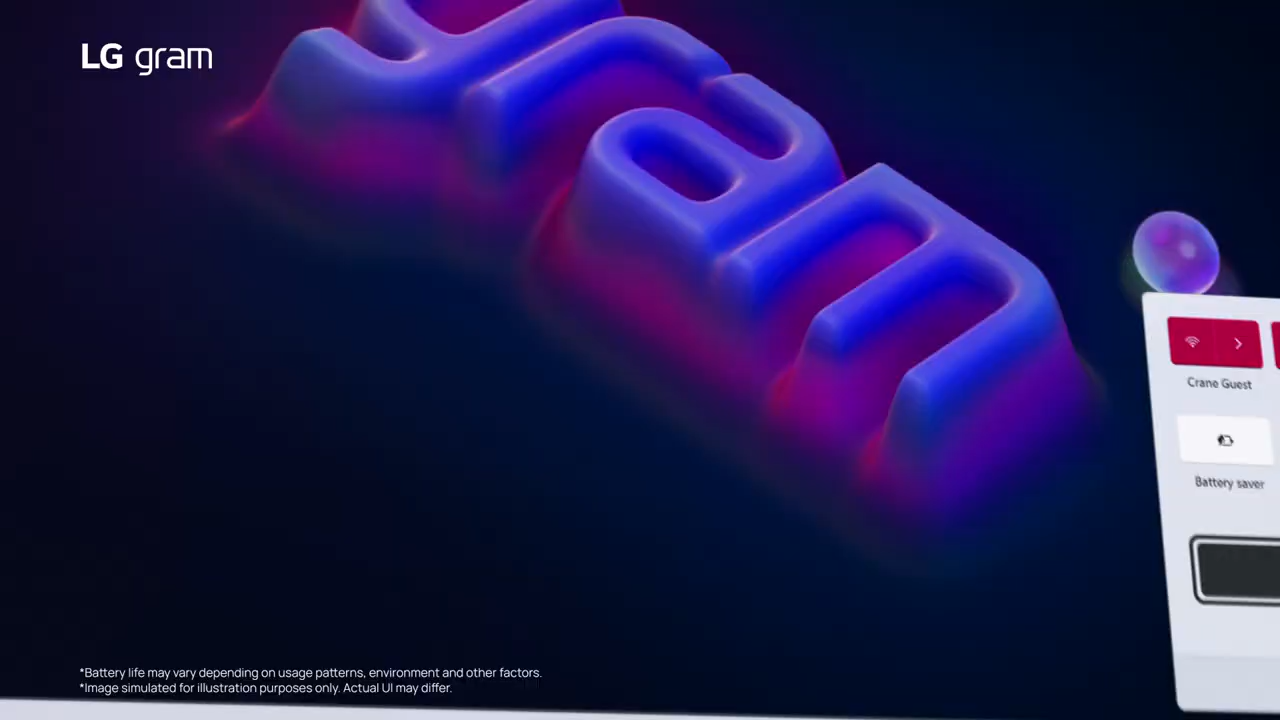 LG gram
gram
Crane Guest
Battery saver
*Battery life may vary depending on usage patterns, environment and other factors.
*Image simulated for illustration purposes only. Actual UI may differ.